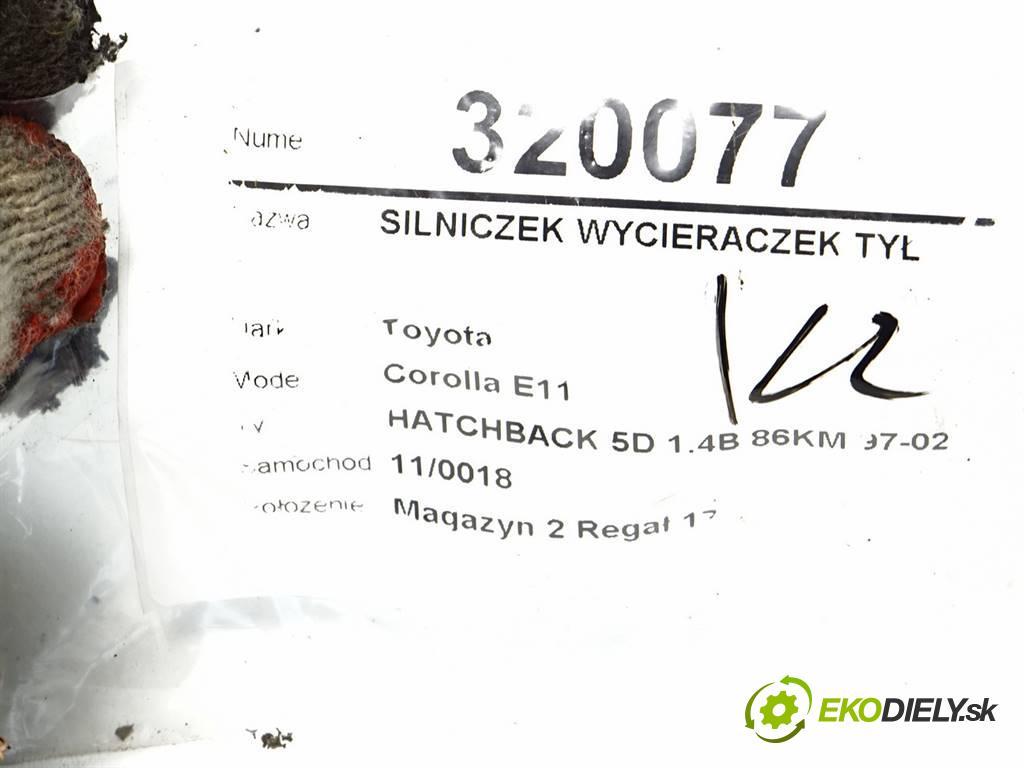 Nume 320077
azwa SILNICZEK WYCIERACZEK TYŁ
Toyota
Mode Corolla E11
HATCHBACK 5D 1.4B 86KM 97-02
amochod 11/0018
ołożenie Magazyn 2 Regał 17
EKODIELY.sk